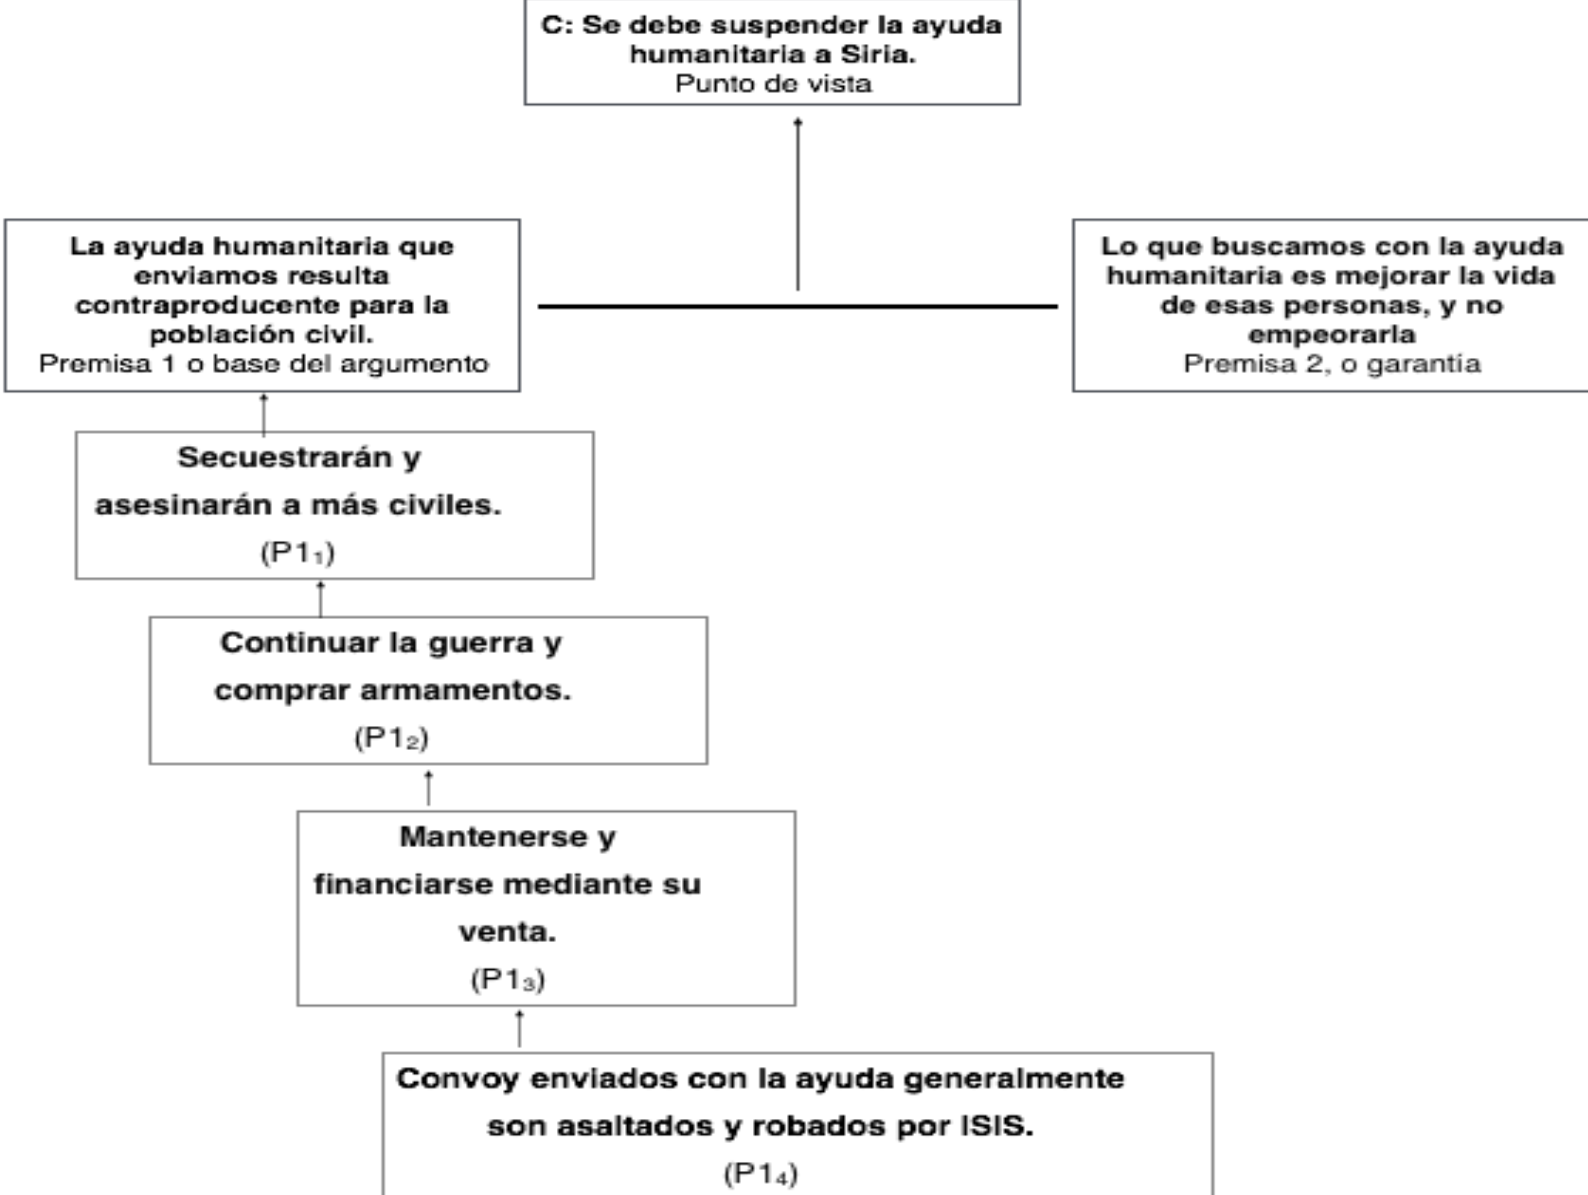 C: Se debe suspender la ayuda
humanitaria a Siria.
Punto de vista
La ayuda humanitaria que
enviamos resulta
contraproducente para la
población civil.
Premisa 1 o base del argumento
Lo que buscamos con la ayuda
humanitaria es mejorar la vida
de esas personas, y no
empeorarla
Premisa 2, o garantía
Secuestrarán y
asesinarán a más civiles.
(P1₁)
Continuar la guerra y
comprar armamentos.
(P1₂)
Mantenerse y
financiarse mediante su
venta.
(P1₃)
Convoy enviados con la ayuda generalmente
son asaltados y robados por ISIS.
(P1₄)